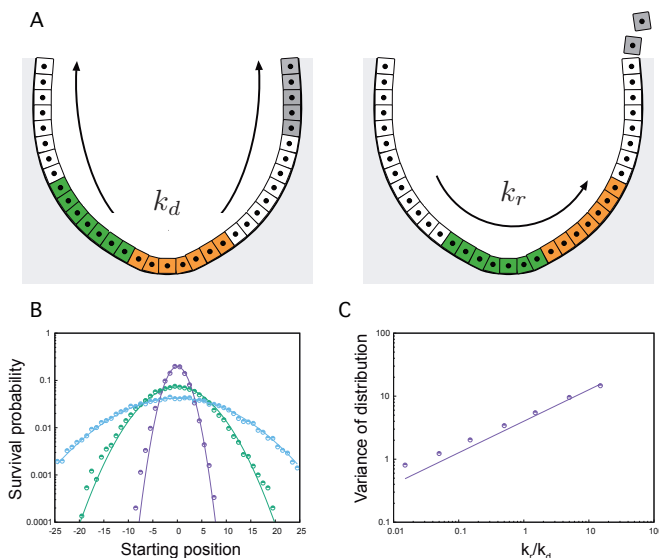 A
k_d
k_r
B
C
Survival probability
1
0.1
0.01
0.001
0.0001
-25 -20 -15 -10 -5 0 5 10 15 20 25
Starting position
Variance of distribution
100
10
1
0.1
0.01 0.1 1 10 100
k_r/k_d